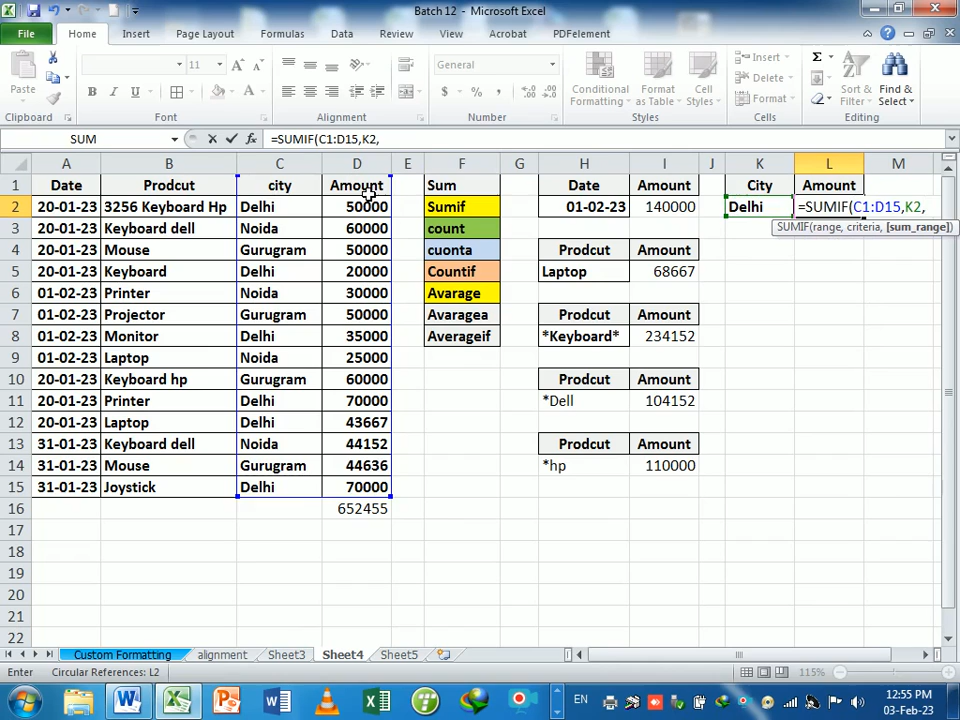 Batch 12 - Microsoft Excel
File Home Insert Page Layout Formulas Data Review View Acrobat PDFelement
Paste 11 General Conditional Formatting Format as Table Cell Styles Insert Delete Format Sort & Filter Find & Select
Clipboard Font Alignment Number Styles Cells Editing
SUM =SUMIF(C1:D15,K2,
A B C D E F G H I J K L M
1 Date Prodcut city Amount Sum Date Amount City Amount
2 20-01-23 3256 Keyboard Hp Delhi 50000 Sumif 01-02-23 140000 Delhi =SUMIF(C1:D15,K2,
3 20-01-23 Keyboard dell Noida 60000 count SUMIF(range, criteria, [sum_range])
4 20-01-23 Mouse Gurugram 50000 cuonta Prodcut Amount
5 20-01-23 Keyboard Delhi 20000 Countif Laptop 68667
6 01-02-23 Printer Noida 30000 Avarage
7 01-02-23 Projector Gurugram 50000 Avaragea Prodcut Amount
8 01-02-23 Monitor Delhi 35000 Averageif *Keyboard* 234152
9 01-02-23 Laptop Noida 25000
10 20-01-23 Keyboard hp Gurugram 60000 Prodcut Amount
11 20-01-23 Printer Delhi 70000 *Dell 104152
12 20-01-23 Laptop Delhi 43667
13 31-01-23 Keyboard dell Noida 44152 Prodcut Amount
14 31-01-23 Mouse Gurugram 44636 *hp 110000
15 31-01-23 Joystick Delhi 70000
16 652455
17
18
19
20
21
22
Custom Formatting alignment Sheet3 Sheet4 Sheet5
Enter Circular References: L2 115%
EN 12:55 PM
03-Feb-23